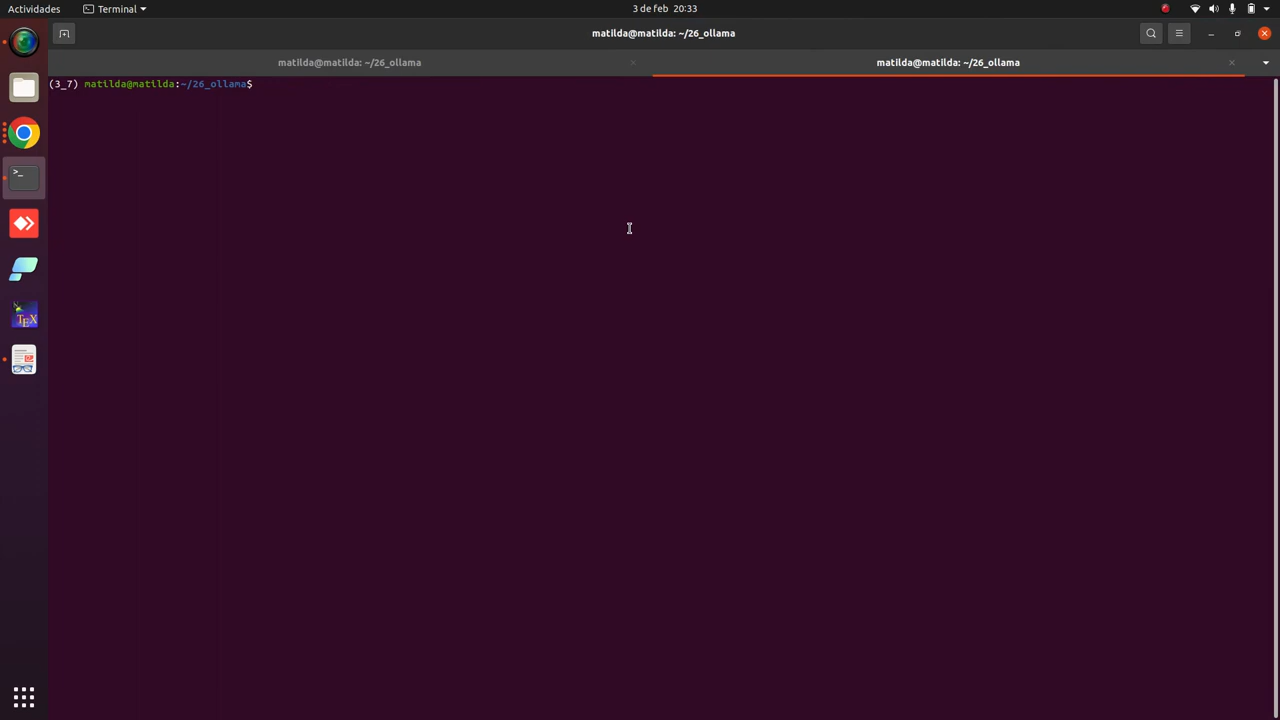 Actividades Terminal 3 de feb 20:33
matilda@matilda: ~/26_ollama
matilda@matilda: ~/26_ollama matilda@matilda: ~/26_ollama
(3_7) matilda@matilda:~/26_ollama$
>_
TEX